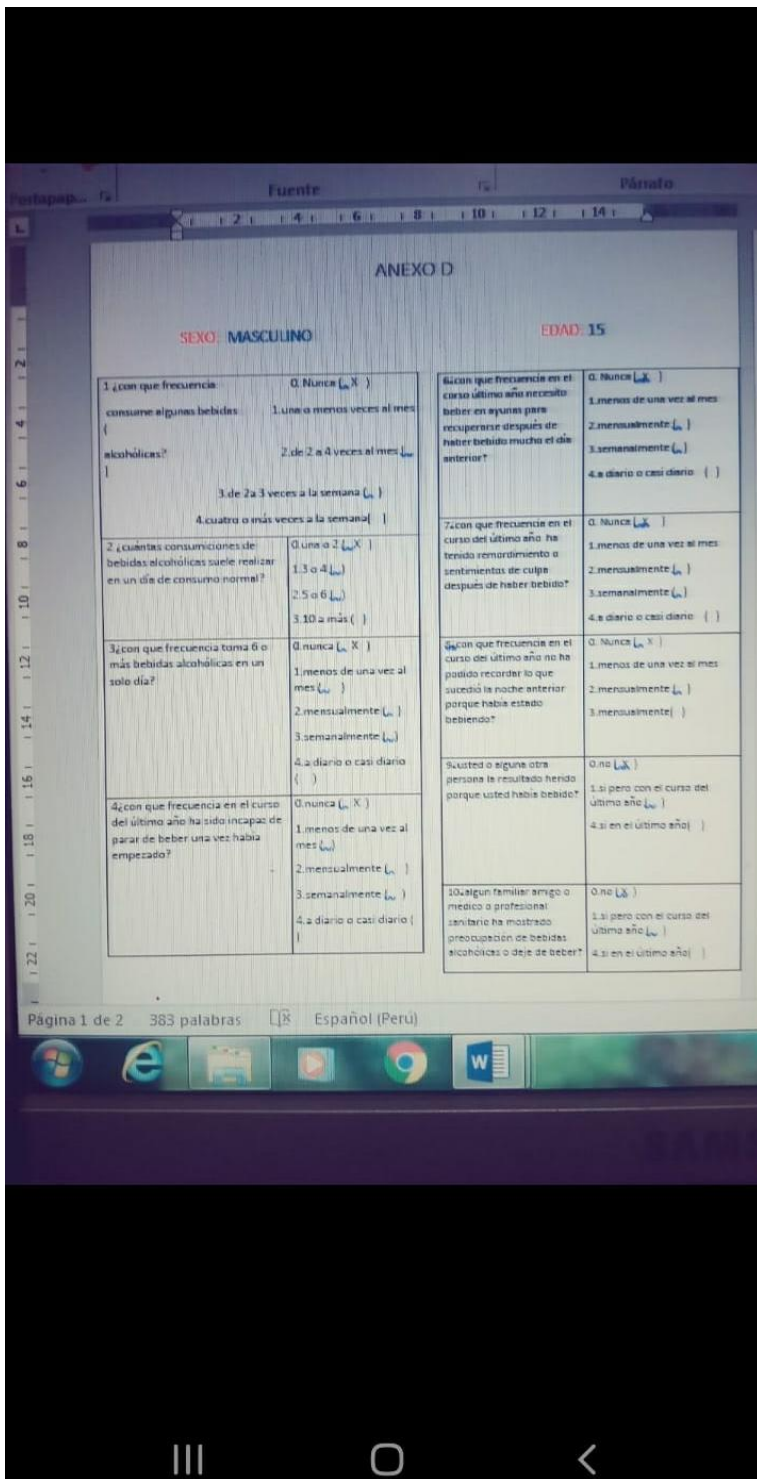 Portapap...
Fuente
Párrafo
2 4 6 8 10 12 14
ANEXO D
SEXO: MASCULINO
EDAD: 15
1 ¿con que frecuencia
0. Nunca ( X )
consume algunas bebidas
1.una o menos veces al mes
(
alcohólicas?
2.de 2 a 4 veces al mes (
)
3.de 2a 3 veces a la semana ( )
4.cuatro o más veces a la semana( )
2 ¿cuántas consumiciones de
bebidas alcohólicas suele realizar
en un día de consumo normal?
0.una o 2 ( X )
1.3 o 4 ( )
2.5 o 6 ( )
3.10 a más ( )
3¿con que frecuencia toma 6 o
más bebidas alcohólicas en un
solo día?
0.nunca ( X )
1.menos de una vez al
mes ( )
2.mensualmente ( )
3.semanalmente ( )
4.a diario o casi diario
( )
4¿con que frecuencia en el curso
del último año ha sido incapas de
parar de beber una vez había
empezado?
0.nunca ( X )
1.menos de una vez al
mes ( )
2.mensualmente ( )
3.semanalmente ( )
4.a diario o casi diario (
)
6¿con que frecuencia en el
curso último año necesito
beber en ayunas para
recuperarse después de
haber bebido mucho el día
anterior?
0. Nunca ( X )
1.menos de una vez al mes
2.mensualmente ( )
3.semanalmente ( )
4.a diario o casi diario ( )
7¿con que frecuencia en el
curso del último año ha
tenido remordimiento o
sentimientos de culpa
después de haber bebido?
0. Nunca ( X )
1.menos de una vez al mes
2.mensualmente ( )
3.semanalmente ( )
4.a diario o casi diario ( )
¿con que frecuencia en el
curso del último año no ha
podido recordar lo que
sucedió la noche anterior
porque había estado
bebiendo?
0. Nunca ( X )
1.menos de una vez al mes
2.mensualmente ( )
3.mensualmente( )
9¿usted o alguna otra
persona la resultado herido
porque usted había bebido?
0.no ( X )
1.si pero con el curso del
último año ( )
4.si en el último año( )
10¿algun familiar amigo o
medico o profesional
sanitario ha mostrado
preocupación de bebidas
alcohólicas o deje de beber?
0.no ( X )
1.si pero con el curso del
último año ( )
4.si en el último año( )
Página 1 de 2 383 palabras Español (Perú)
W